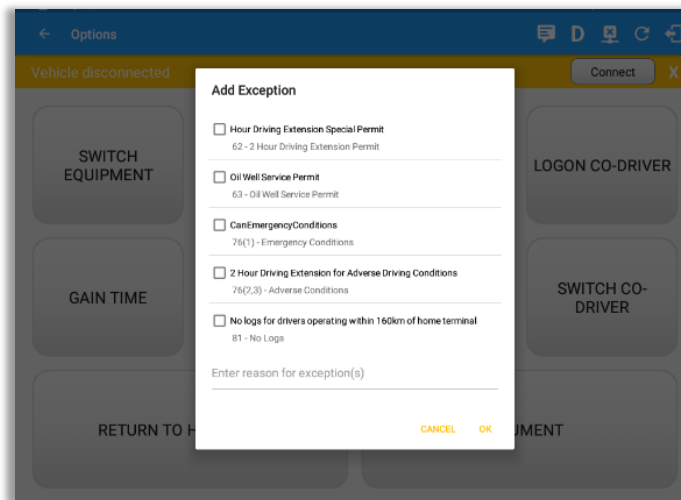 Options
D
Vehicle disconnected
Connect
X
Add Exception
Hour Driving Extension Special Permit
62 - 2 Hour Driving Extension Permit
Oil Well Service Permit
63 - Oil Well Service Permit
CanEmergencyConditions
76(1) - Emergency Conditions
2 Hour Driving Extension for Adverse Driving Conditions
76(2,3) - Adverse Conditions
No logs for drivers operating within 160km of home terminal
81 - No Logs
Enter reason for exception(s)
CANCEL
OK
SWITCH
EQUIPMENT
LOGON CO-DRIVER
GAIN TIME
SWITCH CO-
DRIVER
RETURN TO